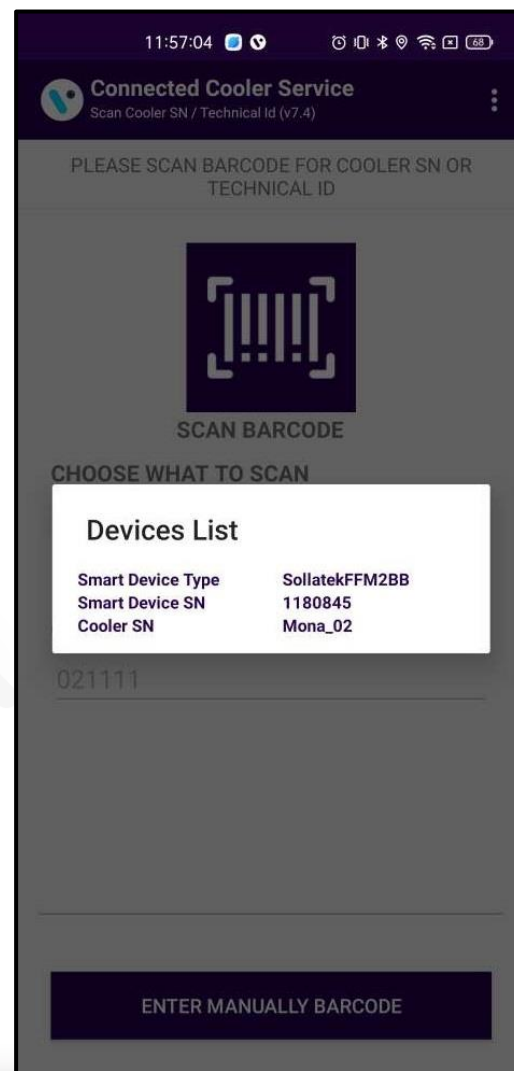 11:57:04
68
Connected Cooler Service
Scan Cooler SN / Technical Id (v7.4)
PLEASE SCAN BARCODE FOR COOLER SN OR
TECHNICAL ID
SCAN BARCODE
CHOOSE WHAT TO SCAN
Devices List
Smart Device Type SollatekFFM2BB
Smart Device SN 1180845
Cooler SN Mona_02
021111
ENTER MANUALLY BARCODE